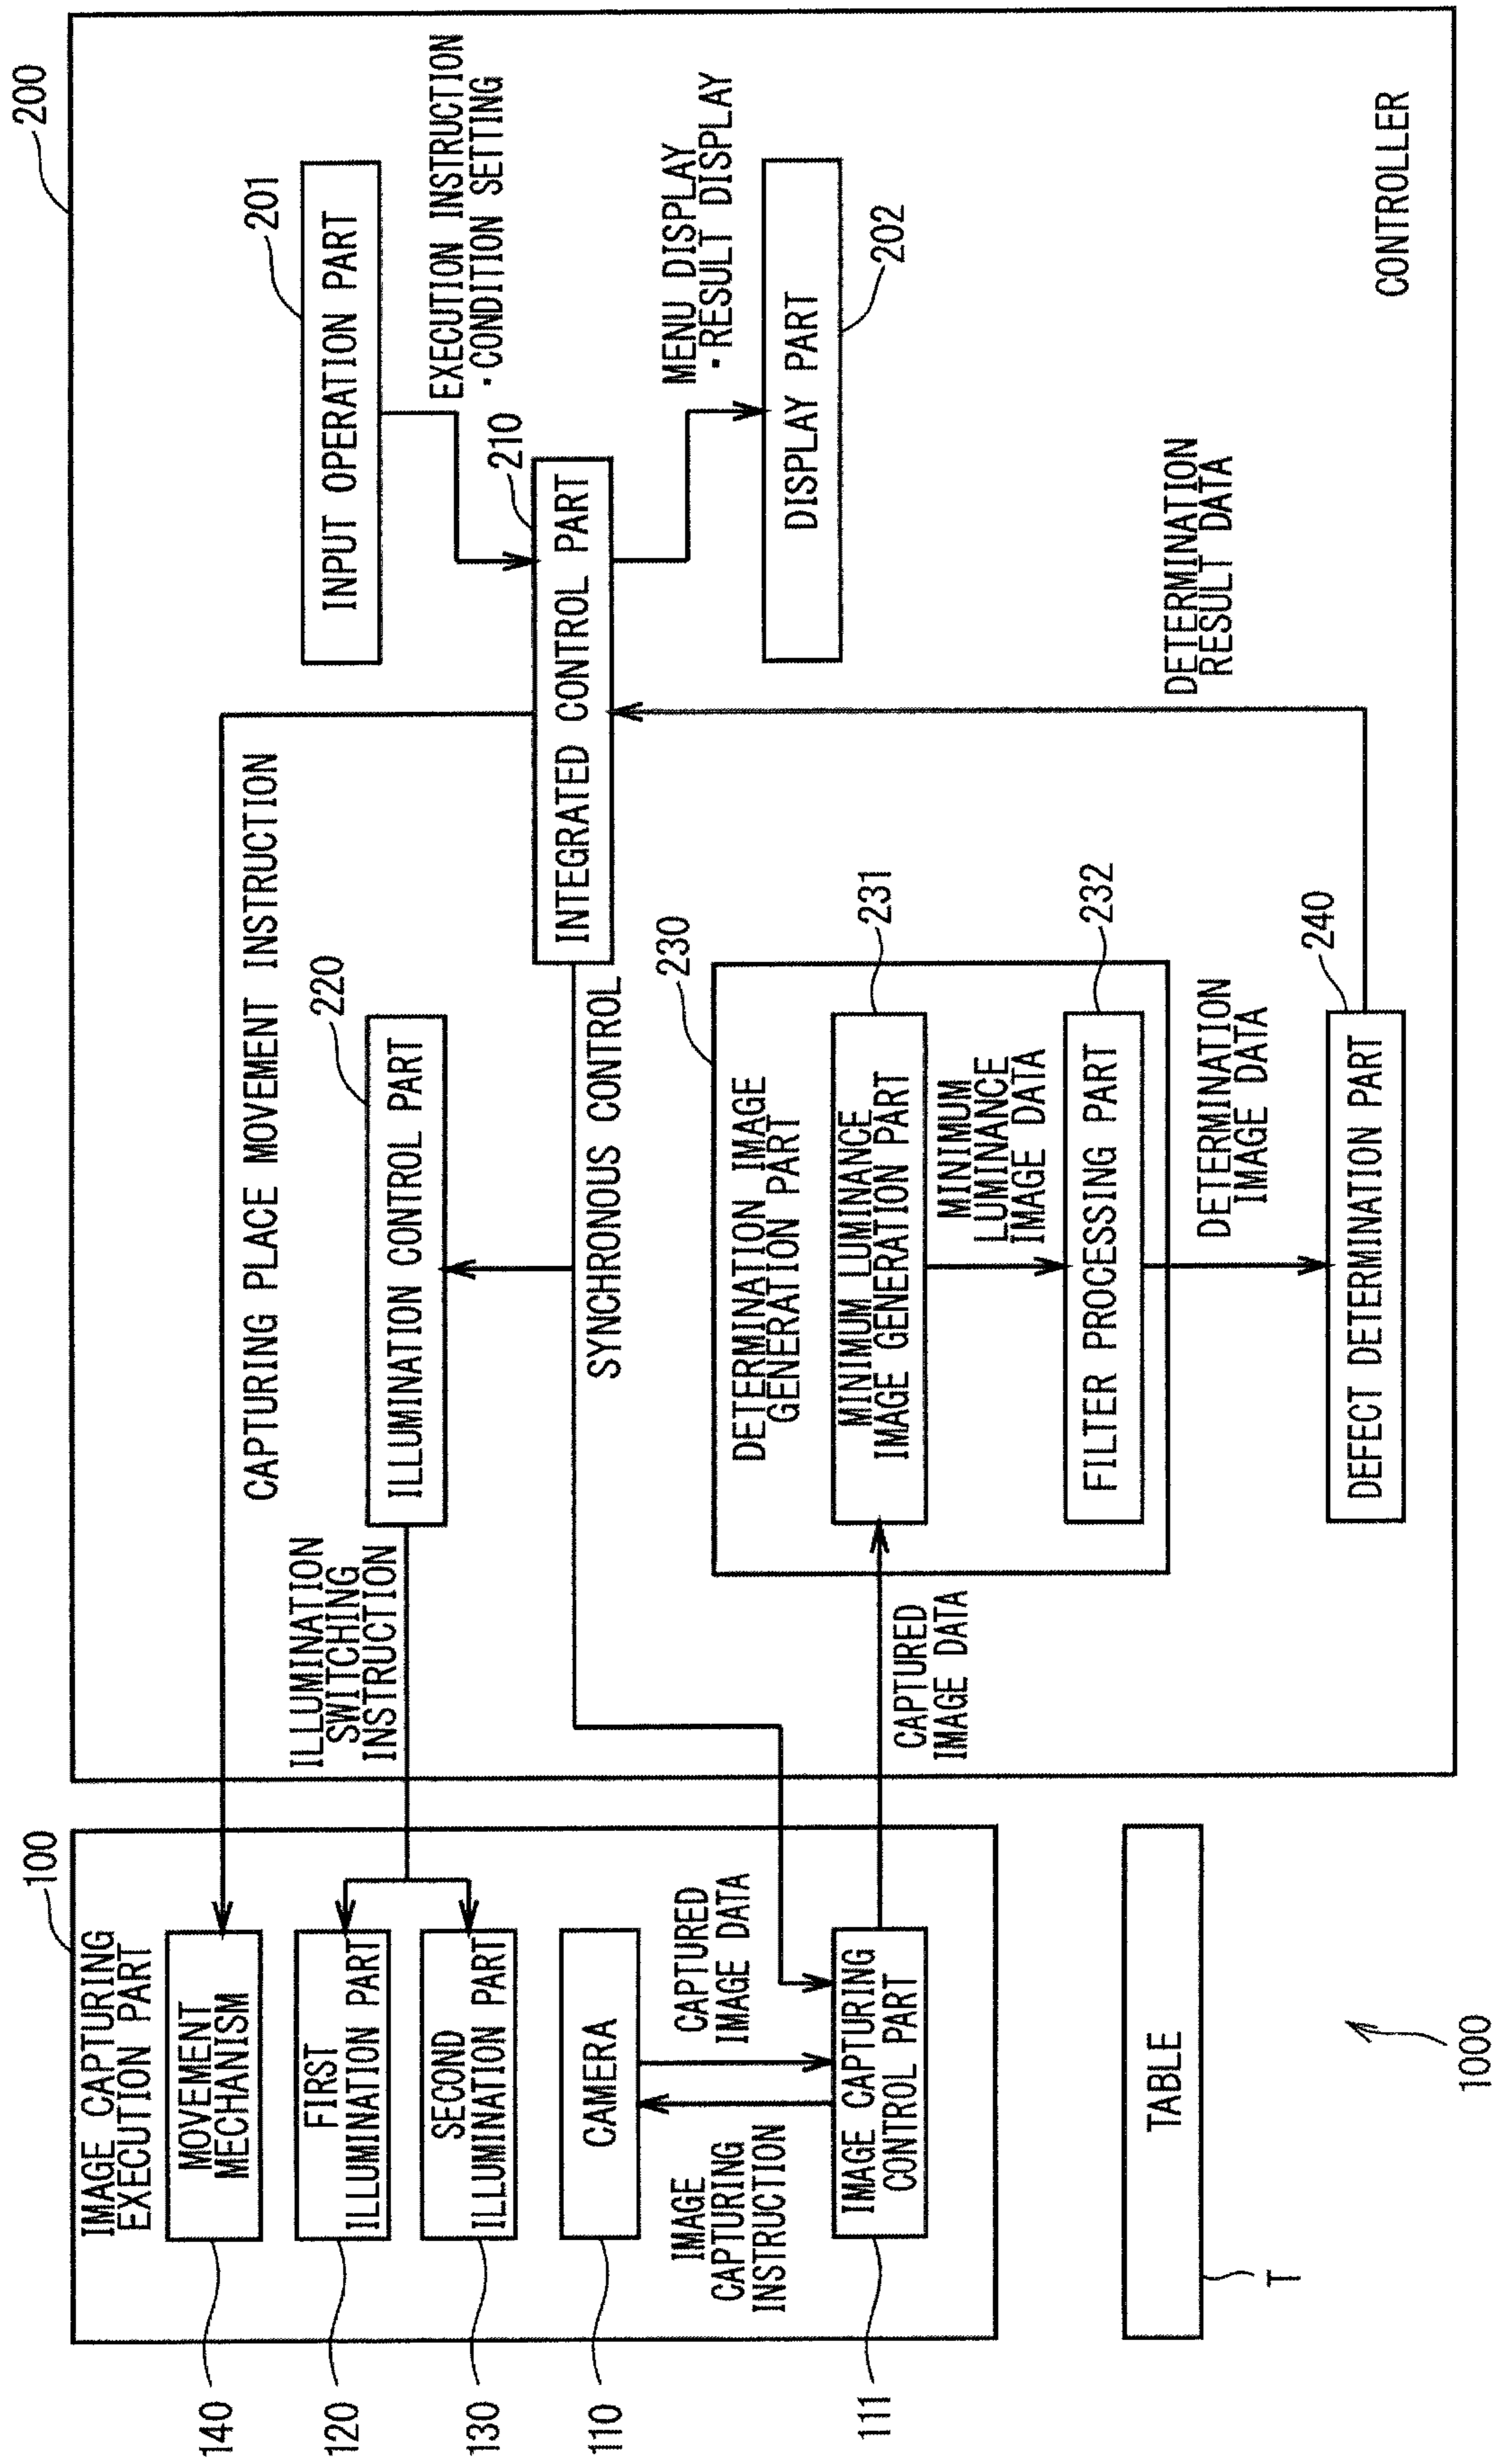 1000
100
IMAGE CAPTURING
EXECUTION PART
140
MOVEMENT
MECHANISM
120
FIRST
ILLUMINATION PART
130
SECOND
ILLUMINATION PART
110
CAMERA
IMAGE
CAPTURING
INSTRUCTION
CAPTURED
IMAGE DATA
111
IMAGE CAPTURING
CONTROL PART
TABLE
T
200
CAPTURING PLACE MOVEMENT INSTRUCTION
ILLUMINATION
SWITCHING
INSTRUCTION
220
ILLUMINATION CONTROL PART
SYNCHRONOUS CONTROL
201
INPUT OPERATION PART
EXECUTION INSTRUCTION
・CONDITION SETTING
210
INTEGRATED CONTROL PART
MENU DISPLAY
・RESULT DISPLAY
DISPLAY PART
202
CAPTURED
IMAGE DATA
230
DETERMINATION IMAGE
GENERATION PART
MINIMUM LUMINANCE
IMAGE GENERATION PART
231
MINIMUM
LUMINANCE
IMAGE DATA
FILTER PROCESSING PART
232
DETERMINATION
IMAGE DATA
240
DEFECT DETERMINATION PART
DETERMINATION
RESULT DATA
CONTROLLER